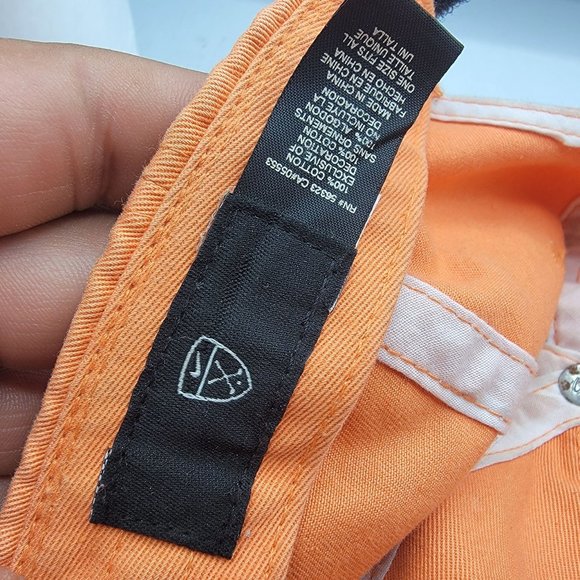 RN# 56323 CA#05553
100% COTTON
EXCLUSIVE OF
DECORATION
100% COTON
SANS ORNEMENTS
100% ALGODON
NO INCLUYE LA
DECORACION
MADE IN CHINA
FABRIQUE EN CHINA
HECHO EN CHINA
ONE SIZE FITS ALL
TAILLE UNIQUE
UNI TALLA